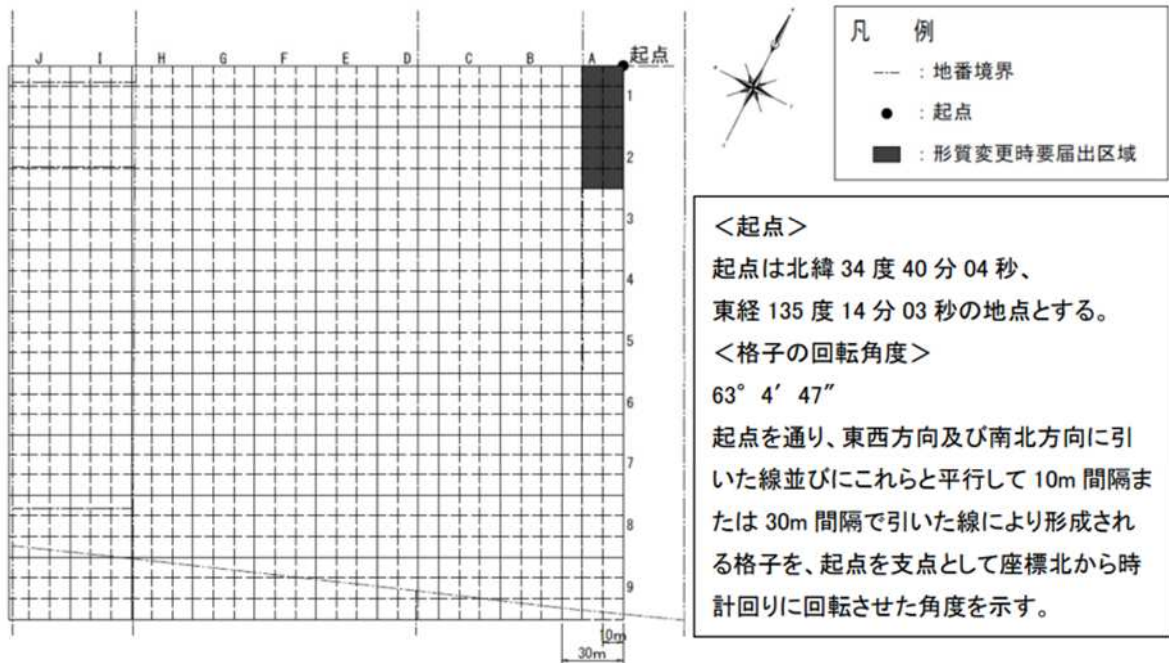 J I H G F E D C B A 起点
1
2
3
4
5
6
7
8
9
10m
30m
凡 例
: 地番境界
: 起点
: 形質変更時要届出区域
<起点>
起点は北緯 34 度 40 分 04 秒、
東経 135 度 14 分 03 秒の地点とする。
<格子の回転角度>
63° 4′ 47″
起点を通り、東西方向及び南北方向に引
いた線並びにこれらと平行して 10m 間隔ま
たは 30m 間隔で引いた線により形成され
る格子を、起点を支点として座標北から時
計回りに回転させた角度を示す。